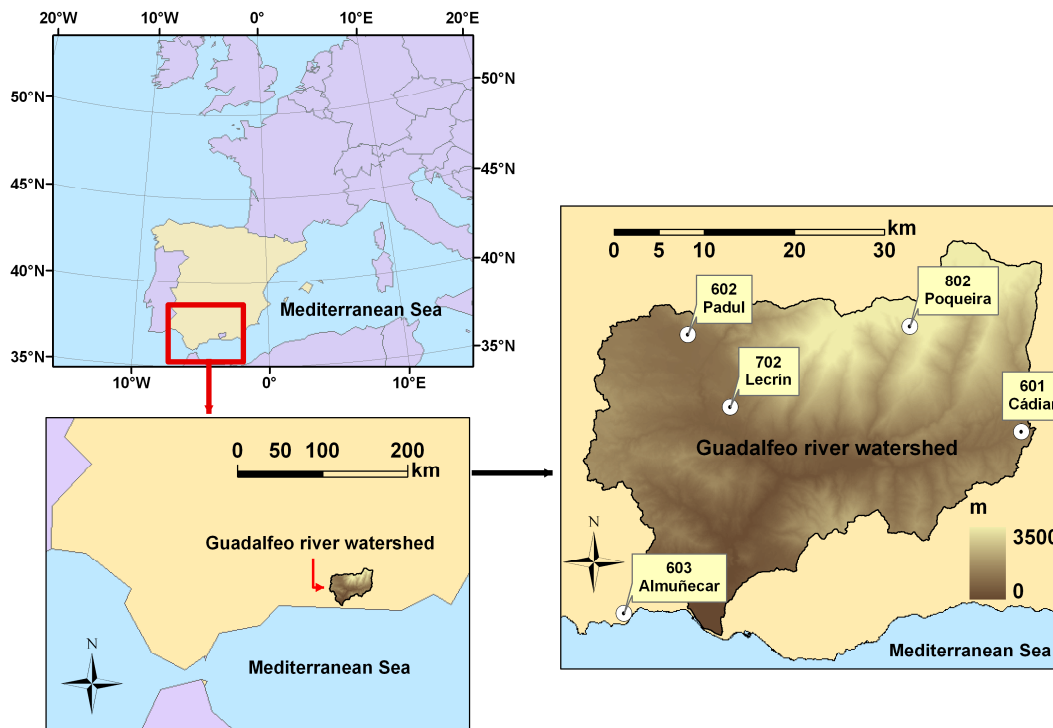 20°W 10°W 0° 10°E 20°E
50°N
50°N
45°N
45°N
40°N
40°N
Mediterranean Sea
35°N
35°N
10°W 0° 10°E
0 50 100 200
km
Guadalfeo river watershed
N
Mediterranean Sea
km
0 5 10 20 30
602
Padul
802
Poqueira
702
Lecrin
601
Cádiar
Guadalfeo river watershed
m
3500
0
N
603
Almuñecar
Mediterranean Sea